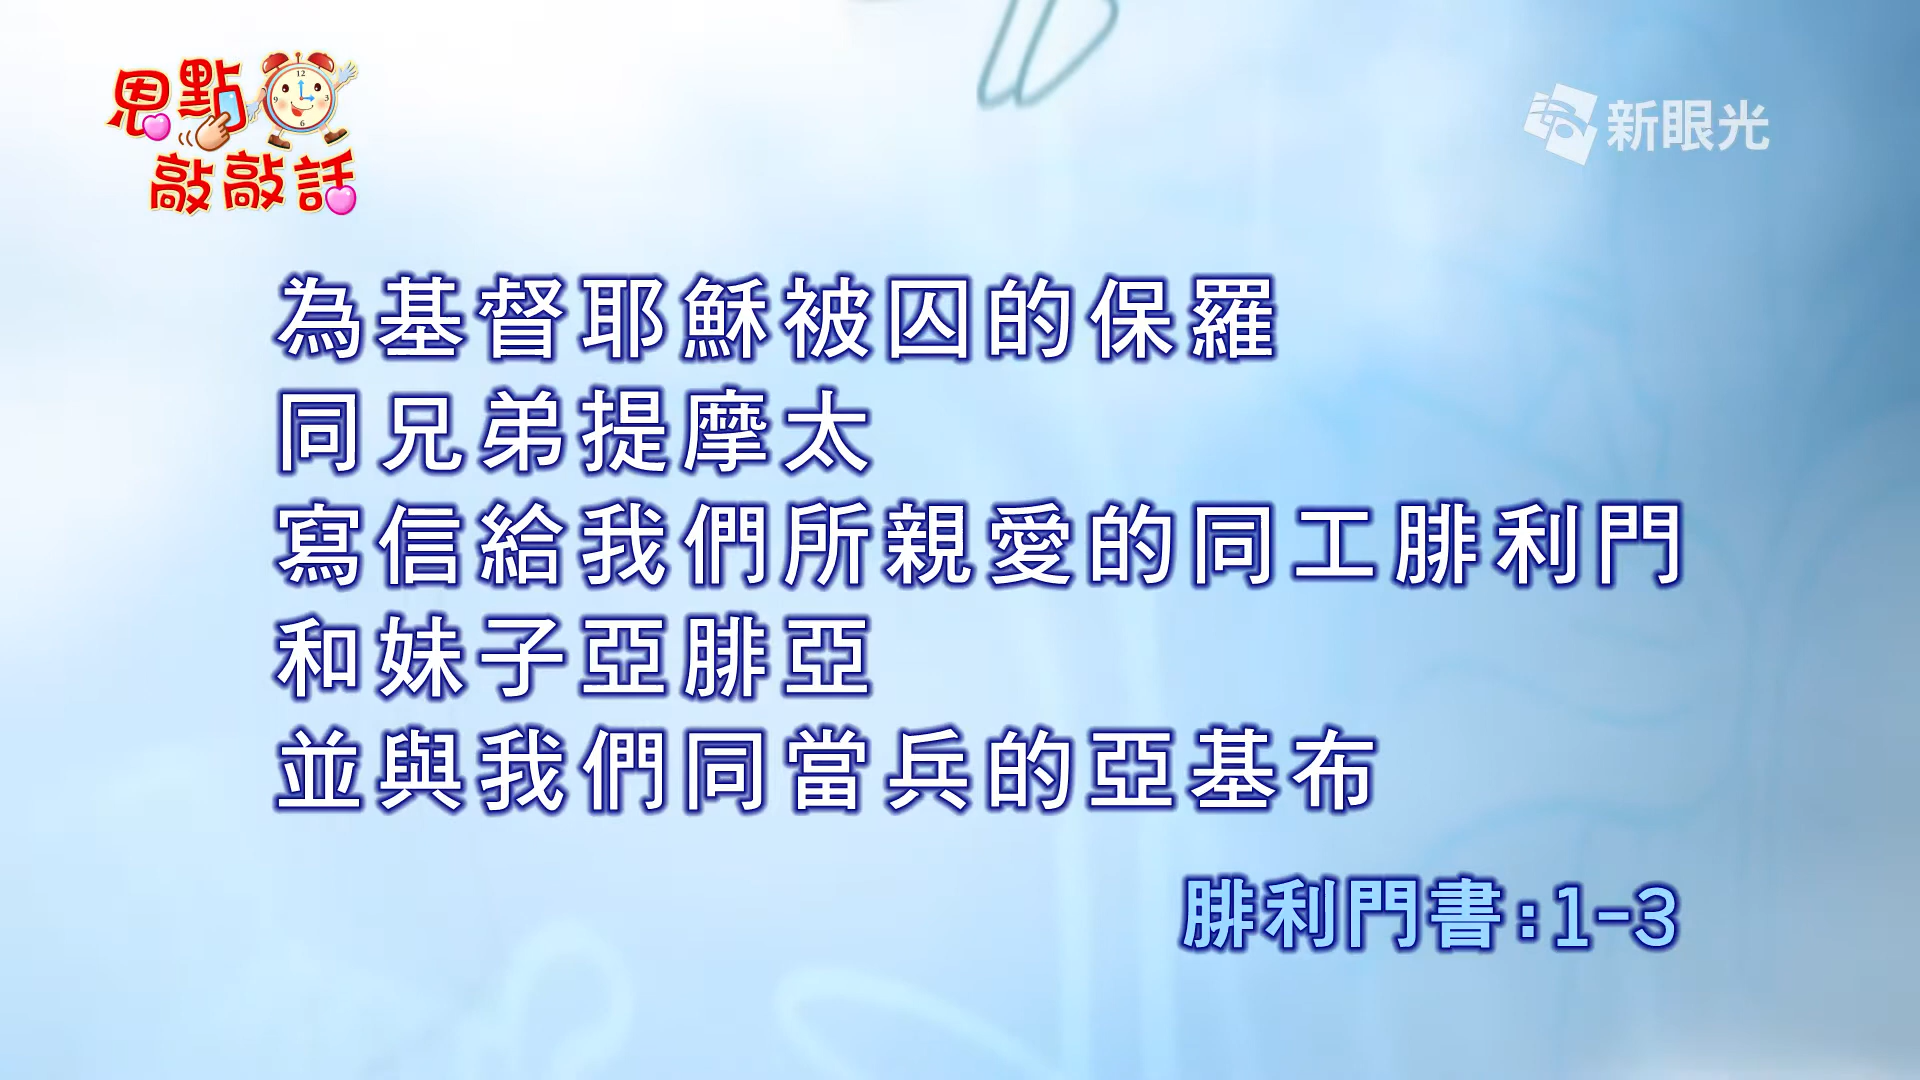 恩點
敲敲話
新眼光
為基督耶穌被囚的保羅
同兄弟提摩太
寫信給我們所親愛的同工腓利門
和妹子亞腓亞
並與我們同當兵的亞基布
腓利門書:1-3